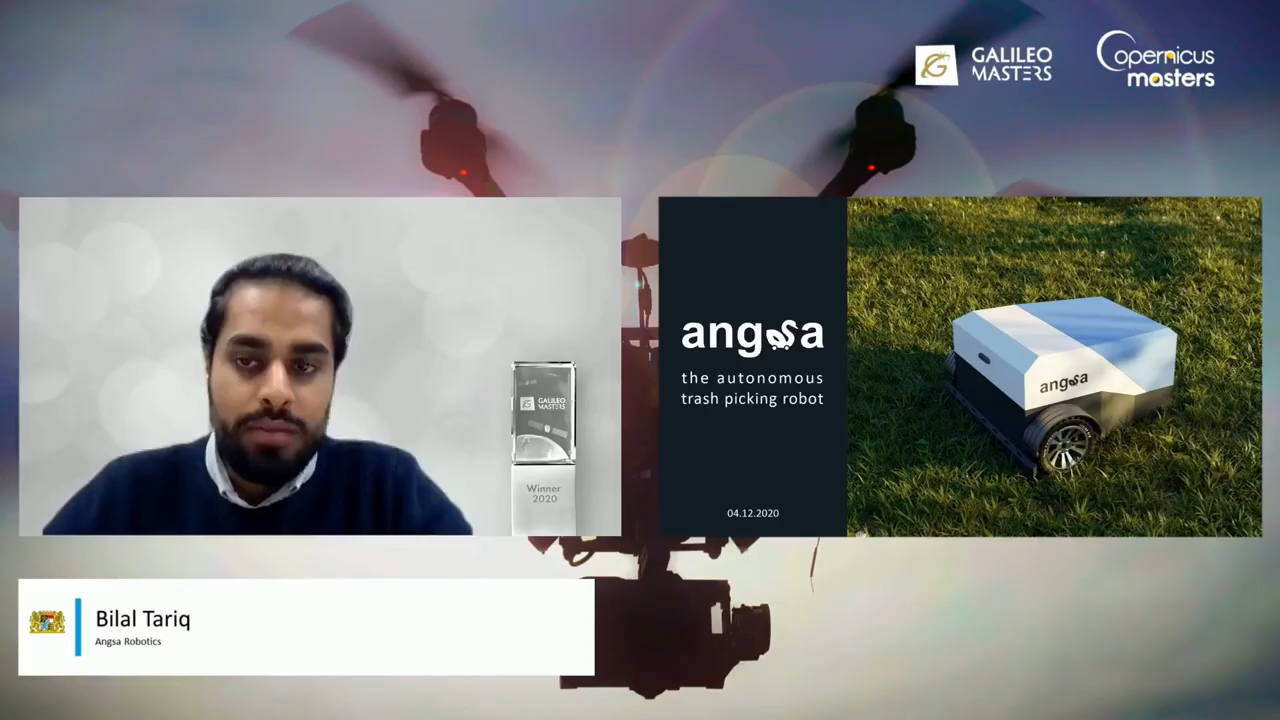 GALILEO
MASTERS
Copernicus
masters
GALILEO
MASTERS
Winner
2020
angsa
the autonomous
trash picking robot
04.12.2020
angsa
Bilal Tariq
Angsa Robotics